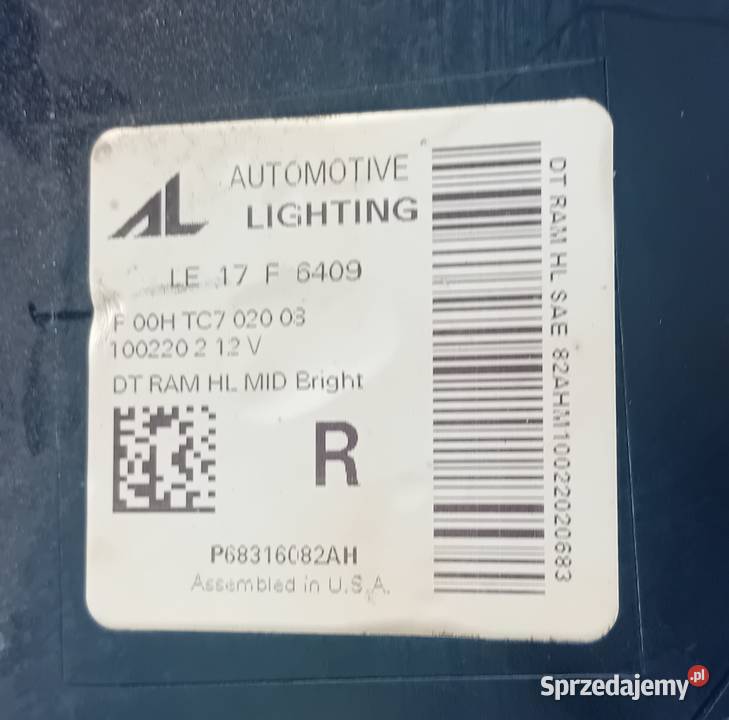 AL
AUTOMOTIVE
LIGHTING
LE 17 F 6409
F 00H TC7 020 03
100220 2 12 V
DT RAM HL MID Bright
R
P68316082AH
Assembled in U.S.A.
DT RAM HL SAE 82AHM10022020683
Sprzedajemy.pl